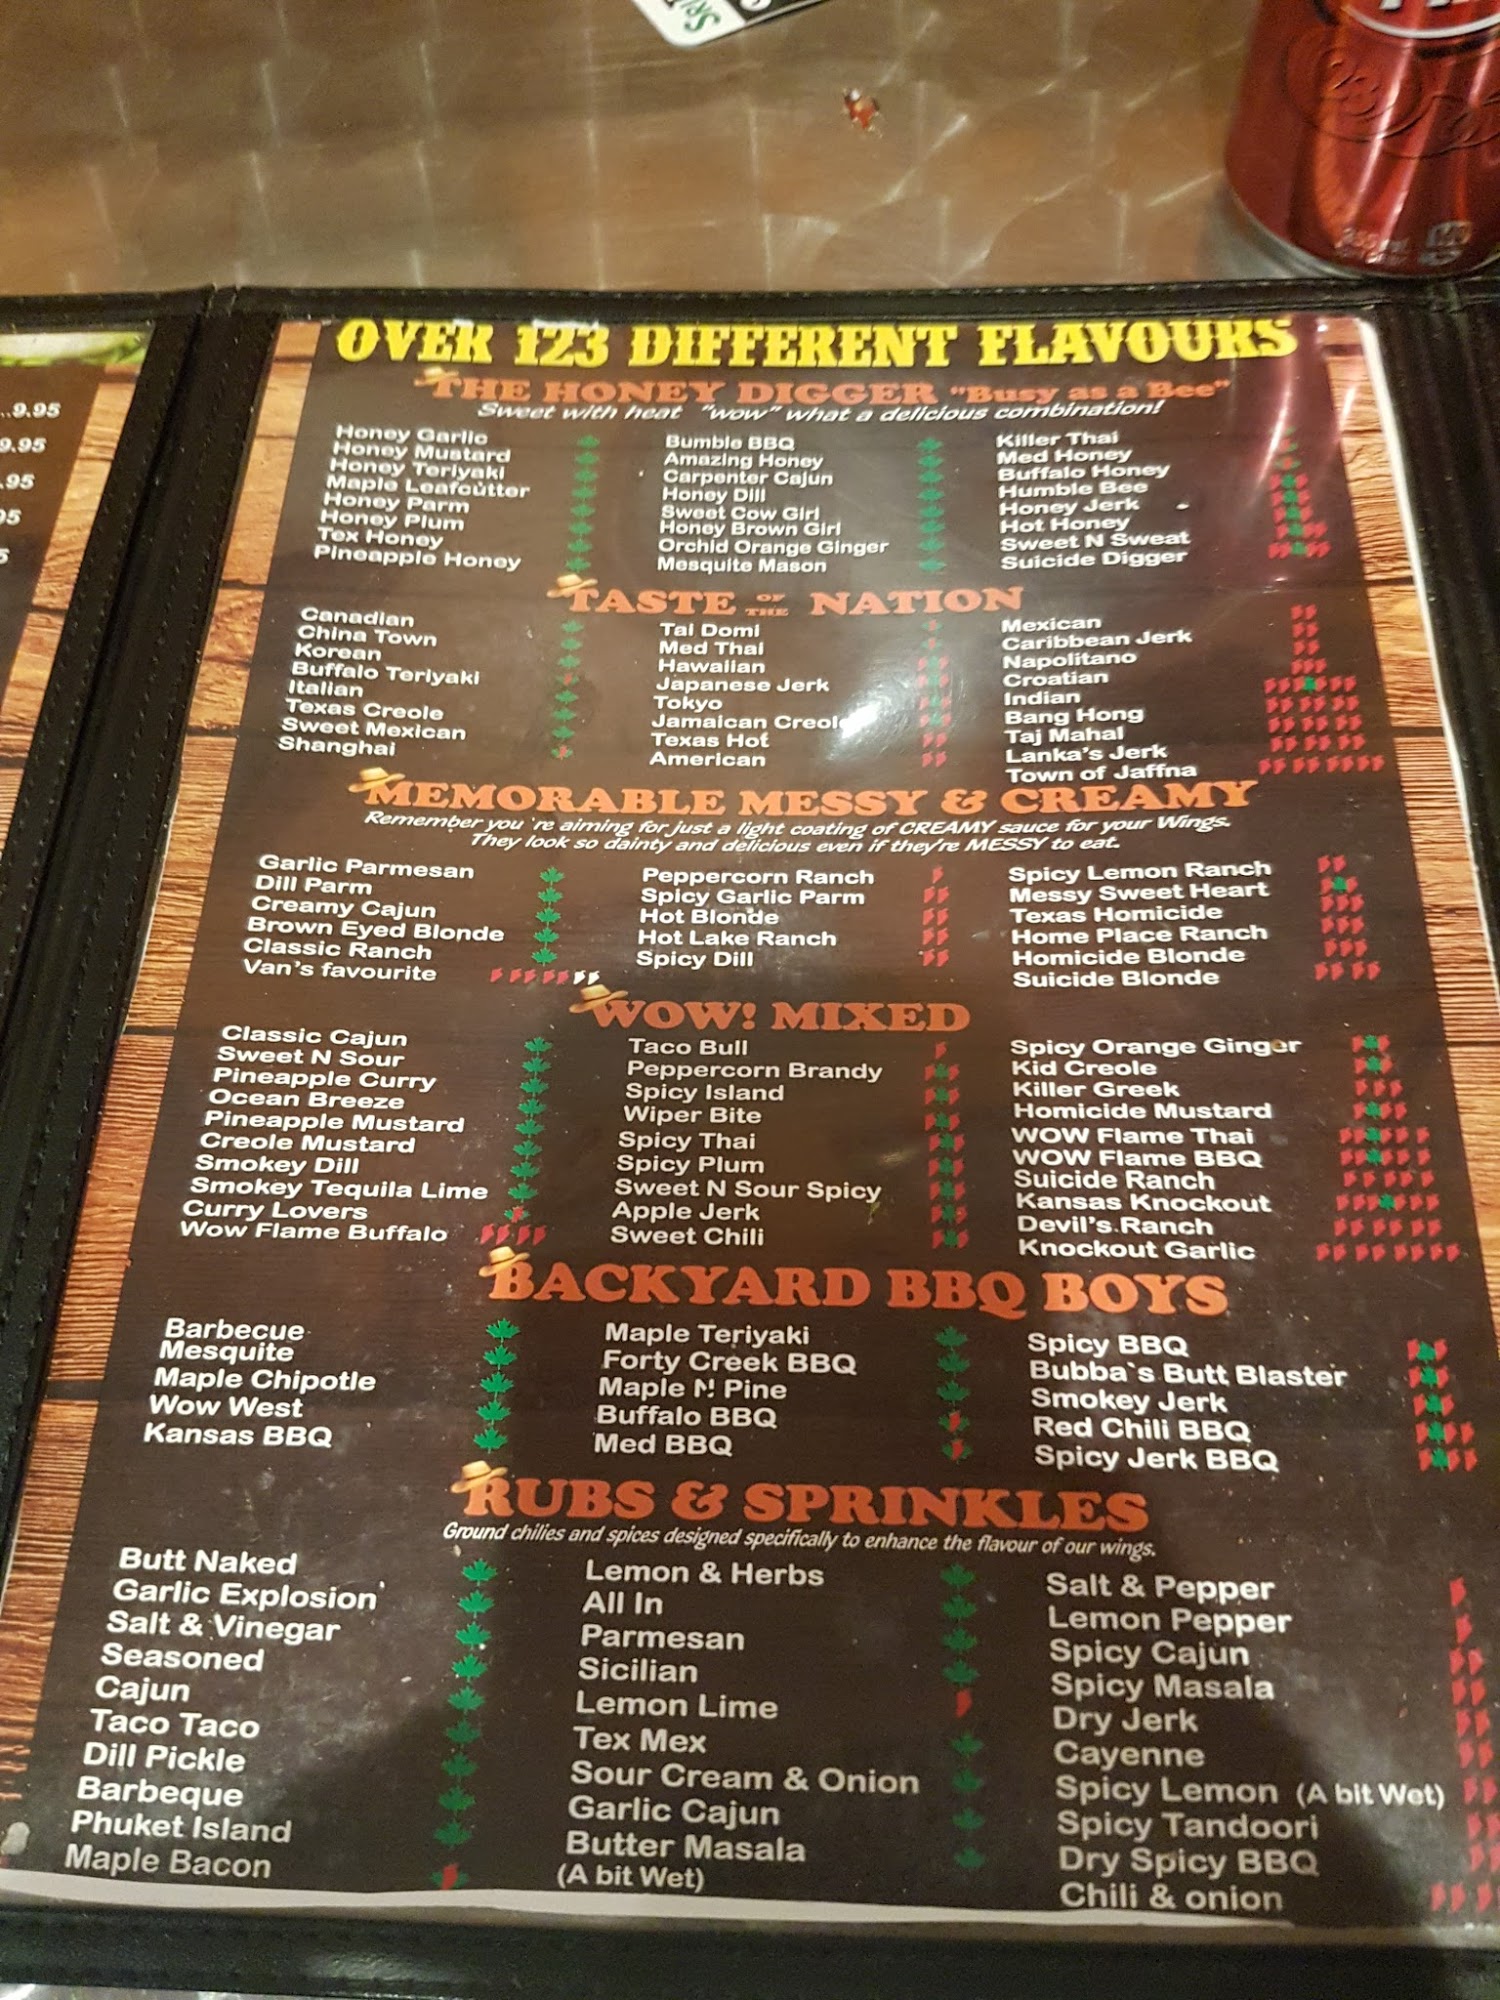 SRI
..9.95
9.95
.95
95
5
OVER 123 DIFFERENT FLAVOURS
THE HONEY DIGGER "Busy as a Bee"
Sweet with heat "wow" what a delicious combination!
Honey Garlic
Honey Mustard
Honey Teriyaki
Maple Leafcutter
Honey Parm
Honey Plum
Tex Honey
Pineapple Honey
Bumble BBQ
Amazing Honey
Carpenter Cajun
Honey Dill
Sweet Cow Girl
Honey Brown Girl
Orchid Orange Ginger
Mesquite Mason
Killer Thai
Med Honey
Buffalo Honey
Humble Bee
Honey Jerk
Hot Honey
Sweet N Sweat
Suicide Digger
TASTE OF THE NATION
Canadian
China Town
Korean
Buffalo Teriyaki
Italian
Texas Creole
Sweet Mexican
Shanghai
Tai Domi
Med Thai
Hawaiian
Japanese Jerk
Tokyo
Jamaican Creole
Texas Hot
American
Mexican
Caribbean Jerk
Napolitano
Croatian
Indian
Bang Hong
Taj Mahal
Lanka's Jerk
Town of Jaffna
MEMORABLE MESSY & CREAMY
Remember you 're aiming for just a light coating of CREAMY sauce for your Wings.
They look so dainty and delicious even if they're MESSY to eat.
Garlic Parmesan
Dill Parm
Creamy Cajun
Brown Eyed Blonde
Classic Ranch
Van's favourite
Peppercorn Ranch
Spicy Garlic Parm
Hot Blonde
Hot Lake Ranch
Spicy Dill
Spicy Lemon Ranch
Messy Sweet Heart
Texas Homicide
Home Place Ranch
Homicide Blonde
Suicide Blonde
WOW! MIXED
Classic Cajun
Sweet N Sour
Pineapple Curry
Ocean Breeze
Pineapple Mustard
Creole Mustard
Smokey Dill
Smokey Tequila Lime
Curry Lovers
Wow Flame Buffalo
Taco Bull
Peppercorn Brandy
Spicy Island
Wiper Bite
Spicy Thai
Spicy Plum
Sweet N Sour Spicy
Apple Jerk
Sweet Chili
Spicy Orange Ginger
Kid Creole
Killer Greek
Homicide Mustard
WOW Flame Thai
WOW Flame BBQ
Suicide Ranch
Kansas Knockout
Devil's Ranch
Knockout Garlic
BACKYARD BBQ BOYS
Barbecue
Mesquite
Maple Chipotle
Wow West
Kansas BBQ
Maple Teriyaki
Forty Creek BBQ
Maple N' Pine
Buffalo BBQ
Med BBQ
Spicy BBQ
Bubba`s Butt Blaster
Smokey Jerk
Red Chili BBQ
Spicy Jerk BBQ
RUBS & SPRINKLES
Ground chilies and spices designed specifically to enhance the flavour of our wings.
Butt Naked
Garlic Explosion
Salt & Vinegar
Seasoned
Cajun
Taco Taco
Dill Pickle
Barbeque
Phuket Island
Maple Bacon
Lemon & Herbs
All In
Parmesan
Sicilian
Lemon Lime
Tex Mex
Sour Cream & Onion
Garlic Cajun
Butter Masala
(A bit Wet)
Salt & Pepper
Lemon Pepper
Spicy Cajun
Spicy Masala
Dry Jerk
Cayenne
Spicy Lemon (A bit Wet)
Spicy Tandoori
Dry Spicy BBQ
Chili & onion